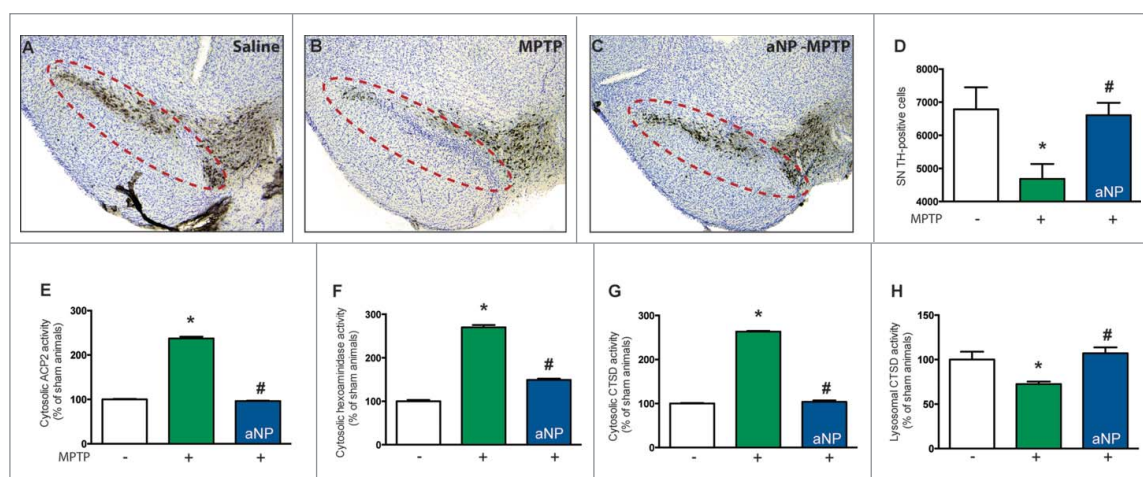 A
Saline
B
MPTP
C
aNP -MPTP
D
SN TH-positive cells
8000
7000
6000
5000
4000
*
#
aNP
MPTP
-
+
+
E
Cytosolic ACP2 activity
(% of sham animals)
300
200
100
0
*
#
aNP
MPTP
-
+
+
F
Cytosolic hexoaminidase activity
(% of sham animals)
300
200
100
0
*
#
aNP
-
+
+
G
Cytosolic CTSD activity
(% of sham animals)
300
200
100
0
*
#
aNP
-
+
+
H
Lysosomal CTSD activity
(% of sham animals)
150
100
50
0
*
#
aNP
-
+
+